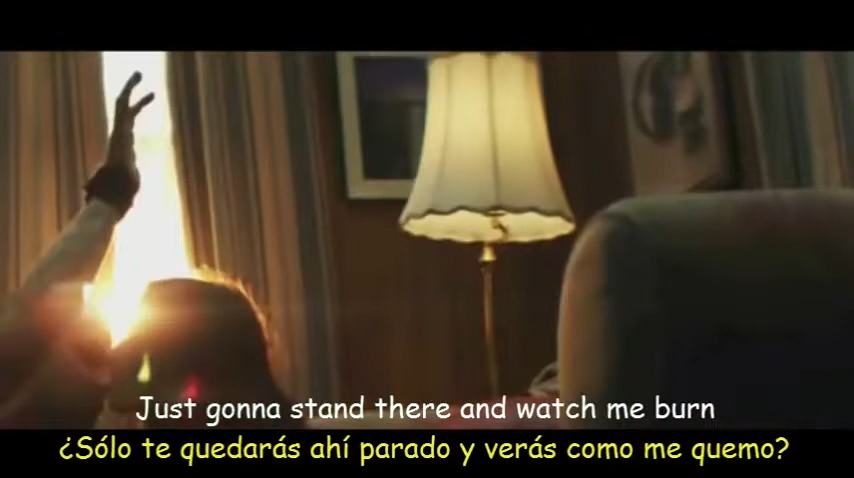 Just gonna stand there and watch me burn
¿Sólo te quedarás ahí parado y verás como me quemo?